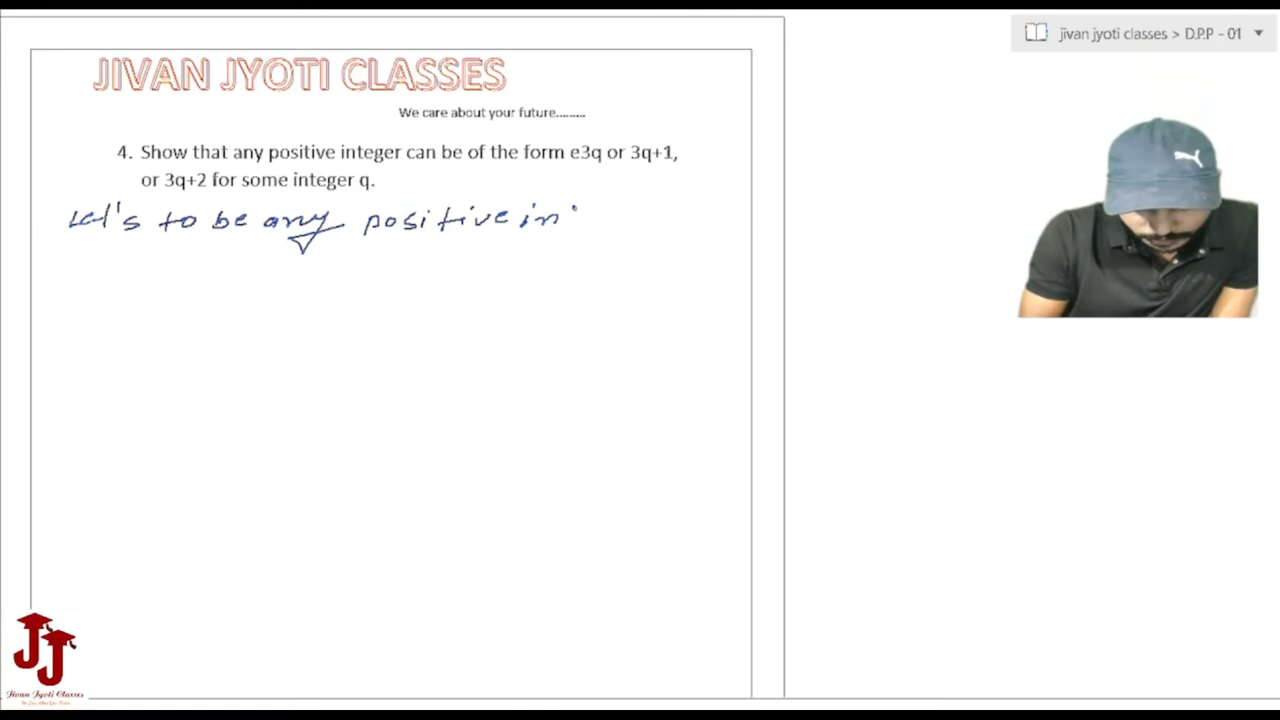 jivan jyoti classes > D.P.P - 01
JIVAN JYOTI CLASSES
We care about your future.........
4. Show that any positive integer can be of the form e3q or 3q+1,
or 3q+2 for some integer q.
Let's to be any positive in
JJ
Jivan Jyoti Classes